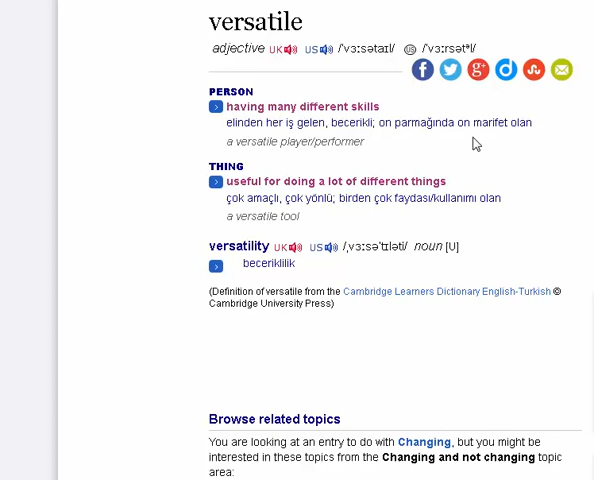 versatile
adjective UK US /ˈvɜːsətaɪl/ US /ˈvɜːrsətᵊl/
PERSON
having many different skills
elinden her iş gelen, becerikli; on parmağında on marifet olan
a versatile player/performer
THING
useful for doing a lot of different things
çok amaçlı, çok yönlü; birden çok faydası/kullanımı olan
a versatile tool
versatility UK US /ˌvɜːsəˈtɪləti/ noun [U]
beceriklilik
(Definition of versatile from the Cambridge Learners Dictionary English-Turkish ©
Cambridge University Press)
Browse related topics
You are looking at an entry to do with Changing, but you might be
interested in these topics from the Changing and not changing topic
area: